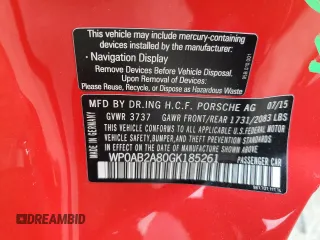 This vehicle may include mercury-containing
devices installed by the manufacturer:
• Navigation Display
Remove Devices Before Vehicle Disposal
Upon Removal of Devices
Please Reuse, Recycle, or Dispose as Hazardous Waste
MFD BY DR.ING H.C.F. PORSCHE AG 07/15
GVWR 3737 GAWR FRONT/REAR 1731/2083 LBS
THIS VEHICLE CONFORMS TO ALL APPLICABLE U.S. FEDERAL MOTOR
VEHICLE SAFETY, BUMPER AND THEFT PREVENTION
STANDARDS IN EFFECT ON THE DATE OF MANUFACTURE
SHOWN ABOVE.
WP0AB2A80GK185261 PASSENGER CAR
DREAMBID